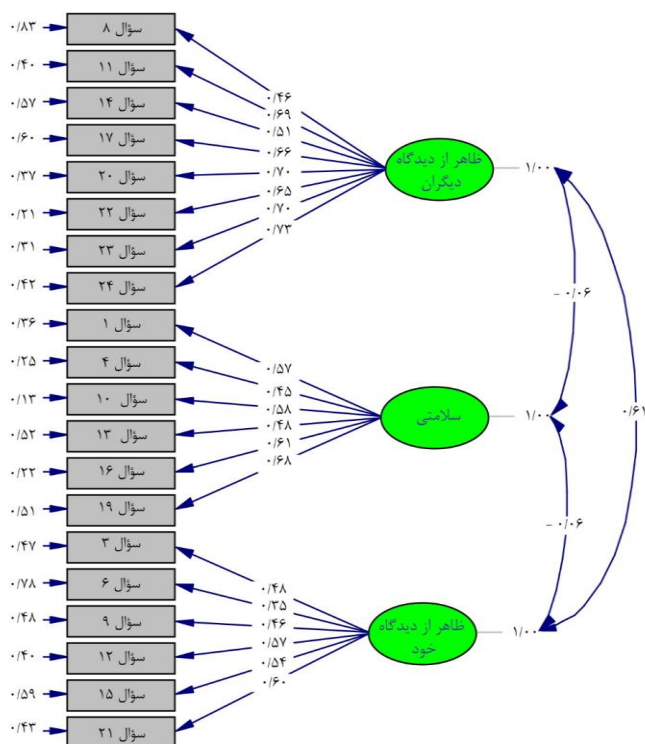 ۰/۸۳ سؤال ۸
۰/۴۰ سؤال ۱۱
۰/۵۷ سؤال ۱۴
۰/۶۰ سؤال ۱۷
۰/۳۷ سؤال ۲۰
۰/۲۱ سؤال ۲۲
۰/۳۱ سؤال ۲۳
۰/۴۲ سؤال ۲۴
۰/۳۶ سؤال ۱
۰/۲۵ سؤال ۴
۰/۱۳ سؤال ۱۰
۰/۵۲ سؤال ۱۳
۰/۲۲ سؤال ۱۶
۰/۵۱ سؤال ۱۹
۰/۴۷ سؤال ۳
۰/۷۸ سؤال ۶
۰/۴۸ سؤال ۹
۰/۴۰ سؤال ۱۲
۰/۵۹ سؤال ۱۵
۰/۴۳ سؤال ۲۱
۰/۴۶
۰/۶۹
۰/۵۱
۰/۶۶
۰/۷۰
۰/۶۵
۰/۷۰
۰/۷۳
۰/۵۷
۰/۴۵
۰/۵۸
۰/۴۸
۰/۶۱
۰/۶۸
۰/۴۸
۰/۳۵
۰/۴۶
۰/۵۷
۰/۵۴
۰/۶۰
ظاهر از دیدگاه
دیگران
سلامتی
ظاهر از دیدگاه
خود
۱/۰۰
۱/۰۰
۱/۰۰
- ۰/۰۶
- ۰/۰۶